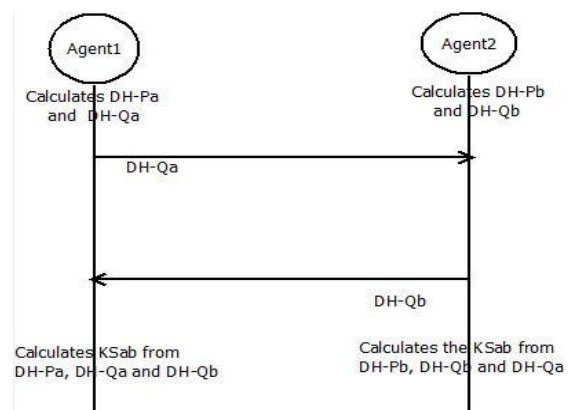 Agent1
Agent2
Calculates DH-Pa
and DH-Qa
Calculates DH-Pb
and DH-Qb
DH-Qa
DH-Qb
Calculates KSab from
DH-Pa, DH-Qa and DH-Qb
Calculates the KSab from
DH-Pb, DH-Qb and DH-Qa